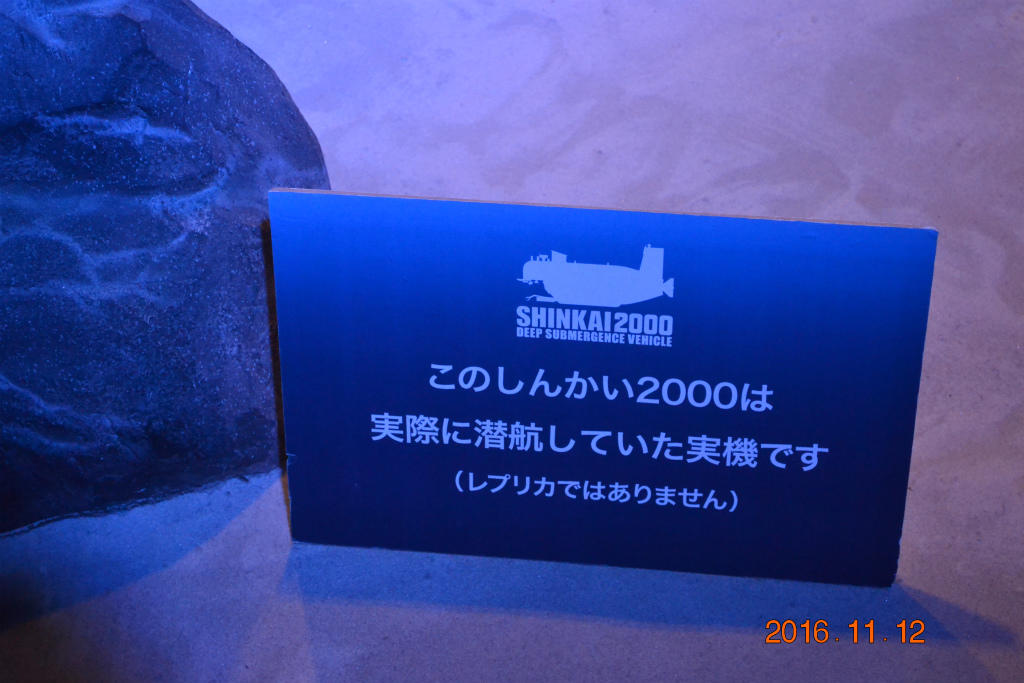 SHINKAI2000
DEEP SUBMERGENCE VEHICLE
このしんかい2000は
実際に潜航していた実機です
（レプリカではありません）
2016.11.12